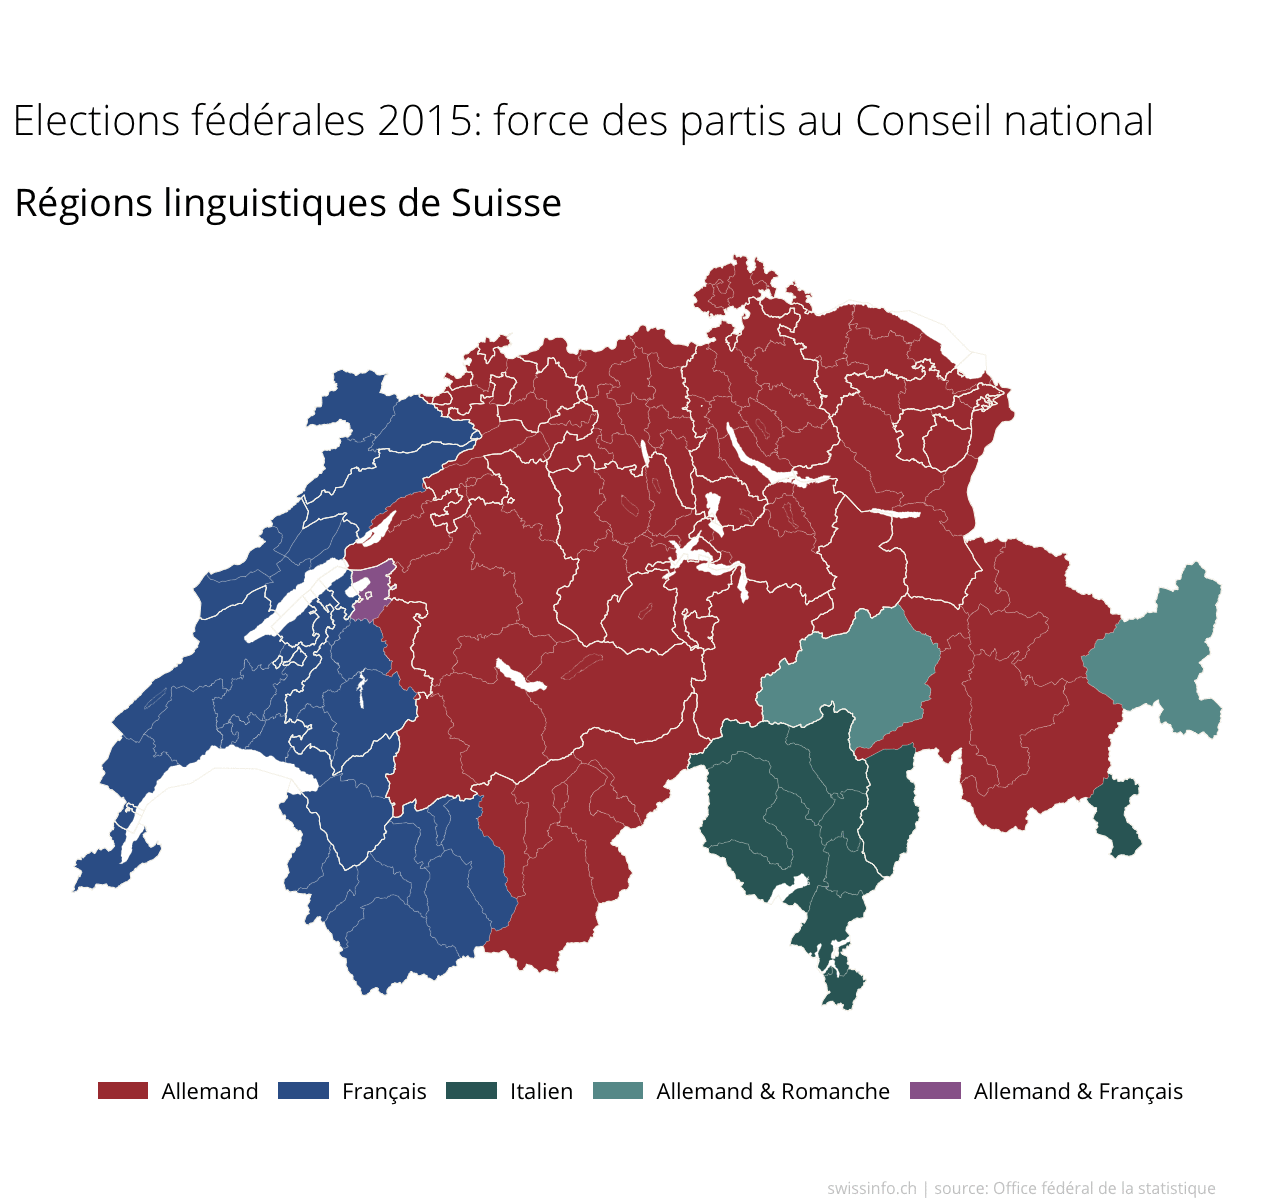 Elections fédérales 2015: force des partis au Conseil national
Régions linguistiques de Suisse
Allemand Français Italien Allemand & Romanche Allemand & Français
swissinfo.ch | source: Office fédéral de la statistique